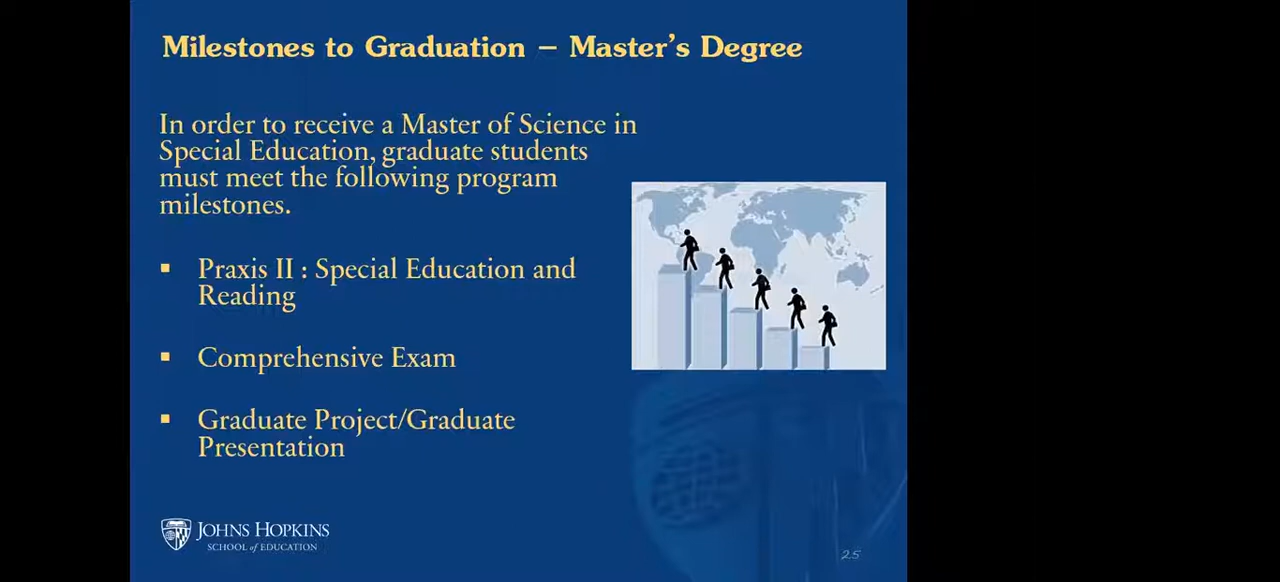 Milestones to Graduation – Master's Degree
In order to receive a Master of Science in
Special Education, graduate students
must meet the following program
milestones.
▪ Praxis II : Special Education and
Reading
▪ Comprehensive Exam
▪ Graduate Project/Graduate
Presentation
JOHNS HOPKINS
SCHOOL of EDUCATION
25